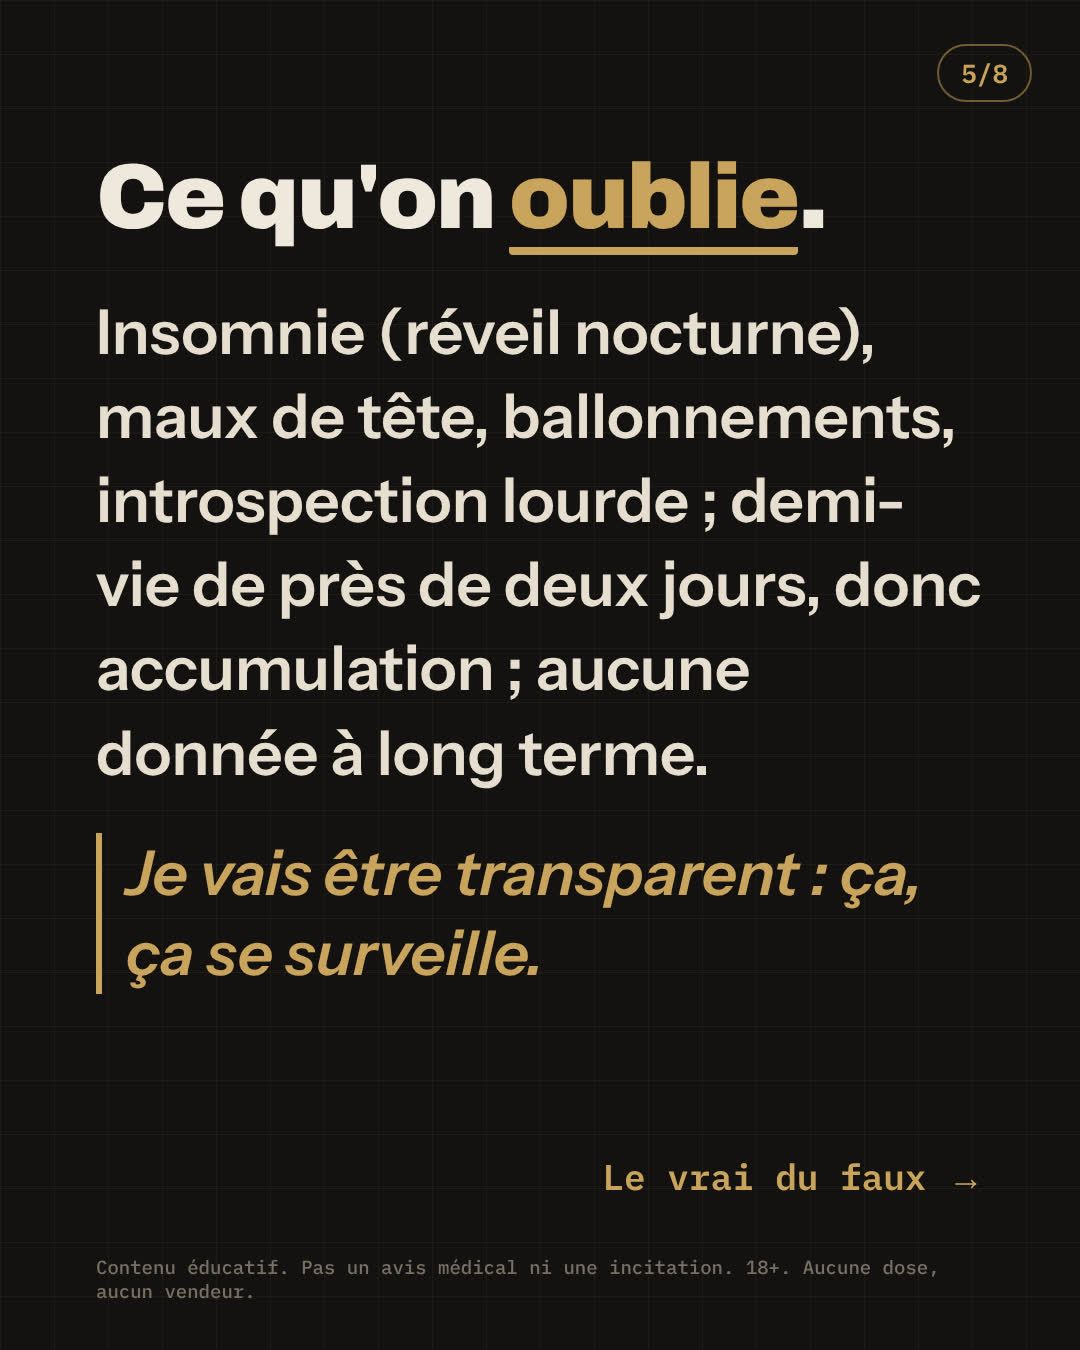 5/8
Ce qu'on oublie.
Insomnie (réveil nocturne),
maux de tête, ballonnements,
introspection lourde ; demi-
vie de près de deux jours, donc
accumulation ; aucune
donnée à long terme.
Je vais être transparent : ça,
ça se surveille.
Le vrai du faux →
Contenu éducatif. Pas un avis médical ni une incitation. 18+. Aucune dose,
aucun vendeur.